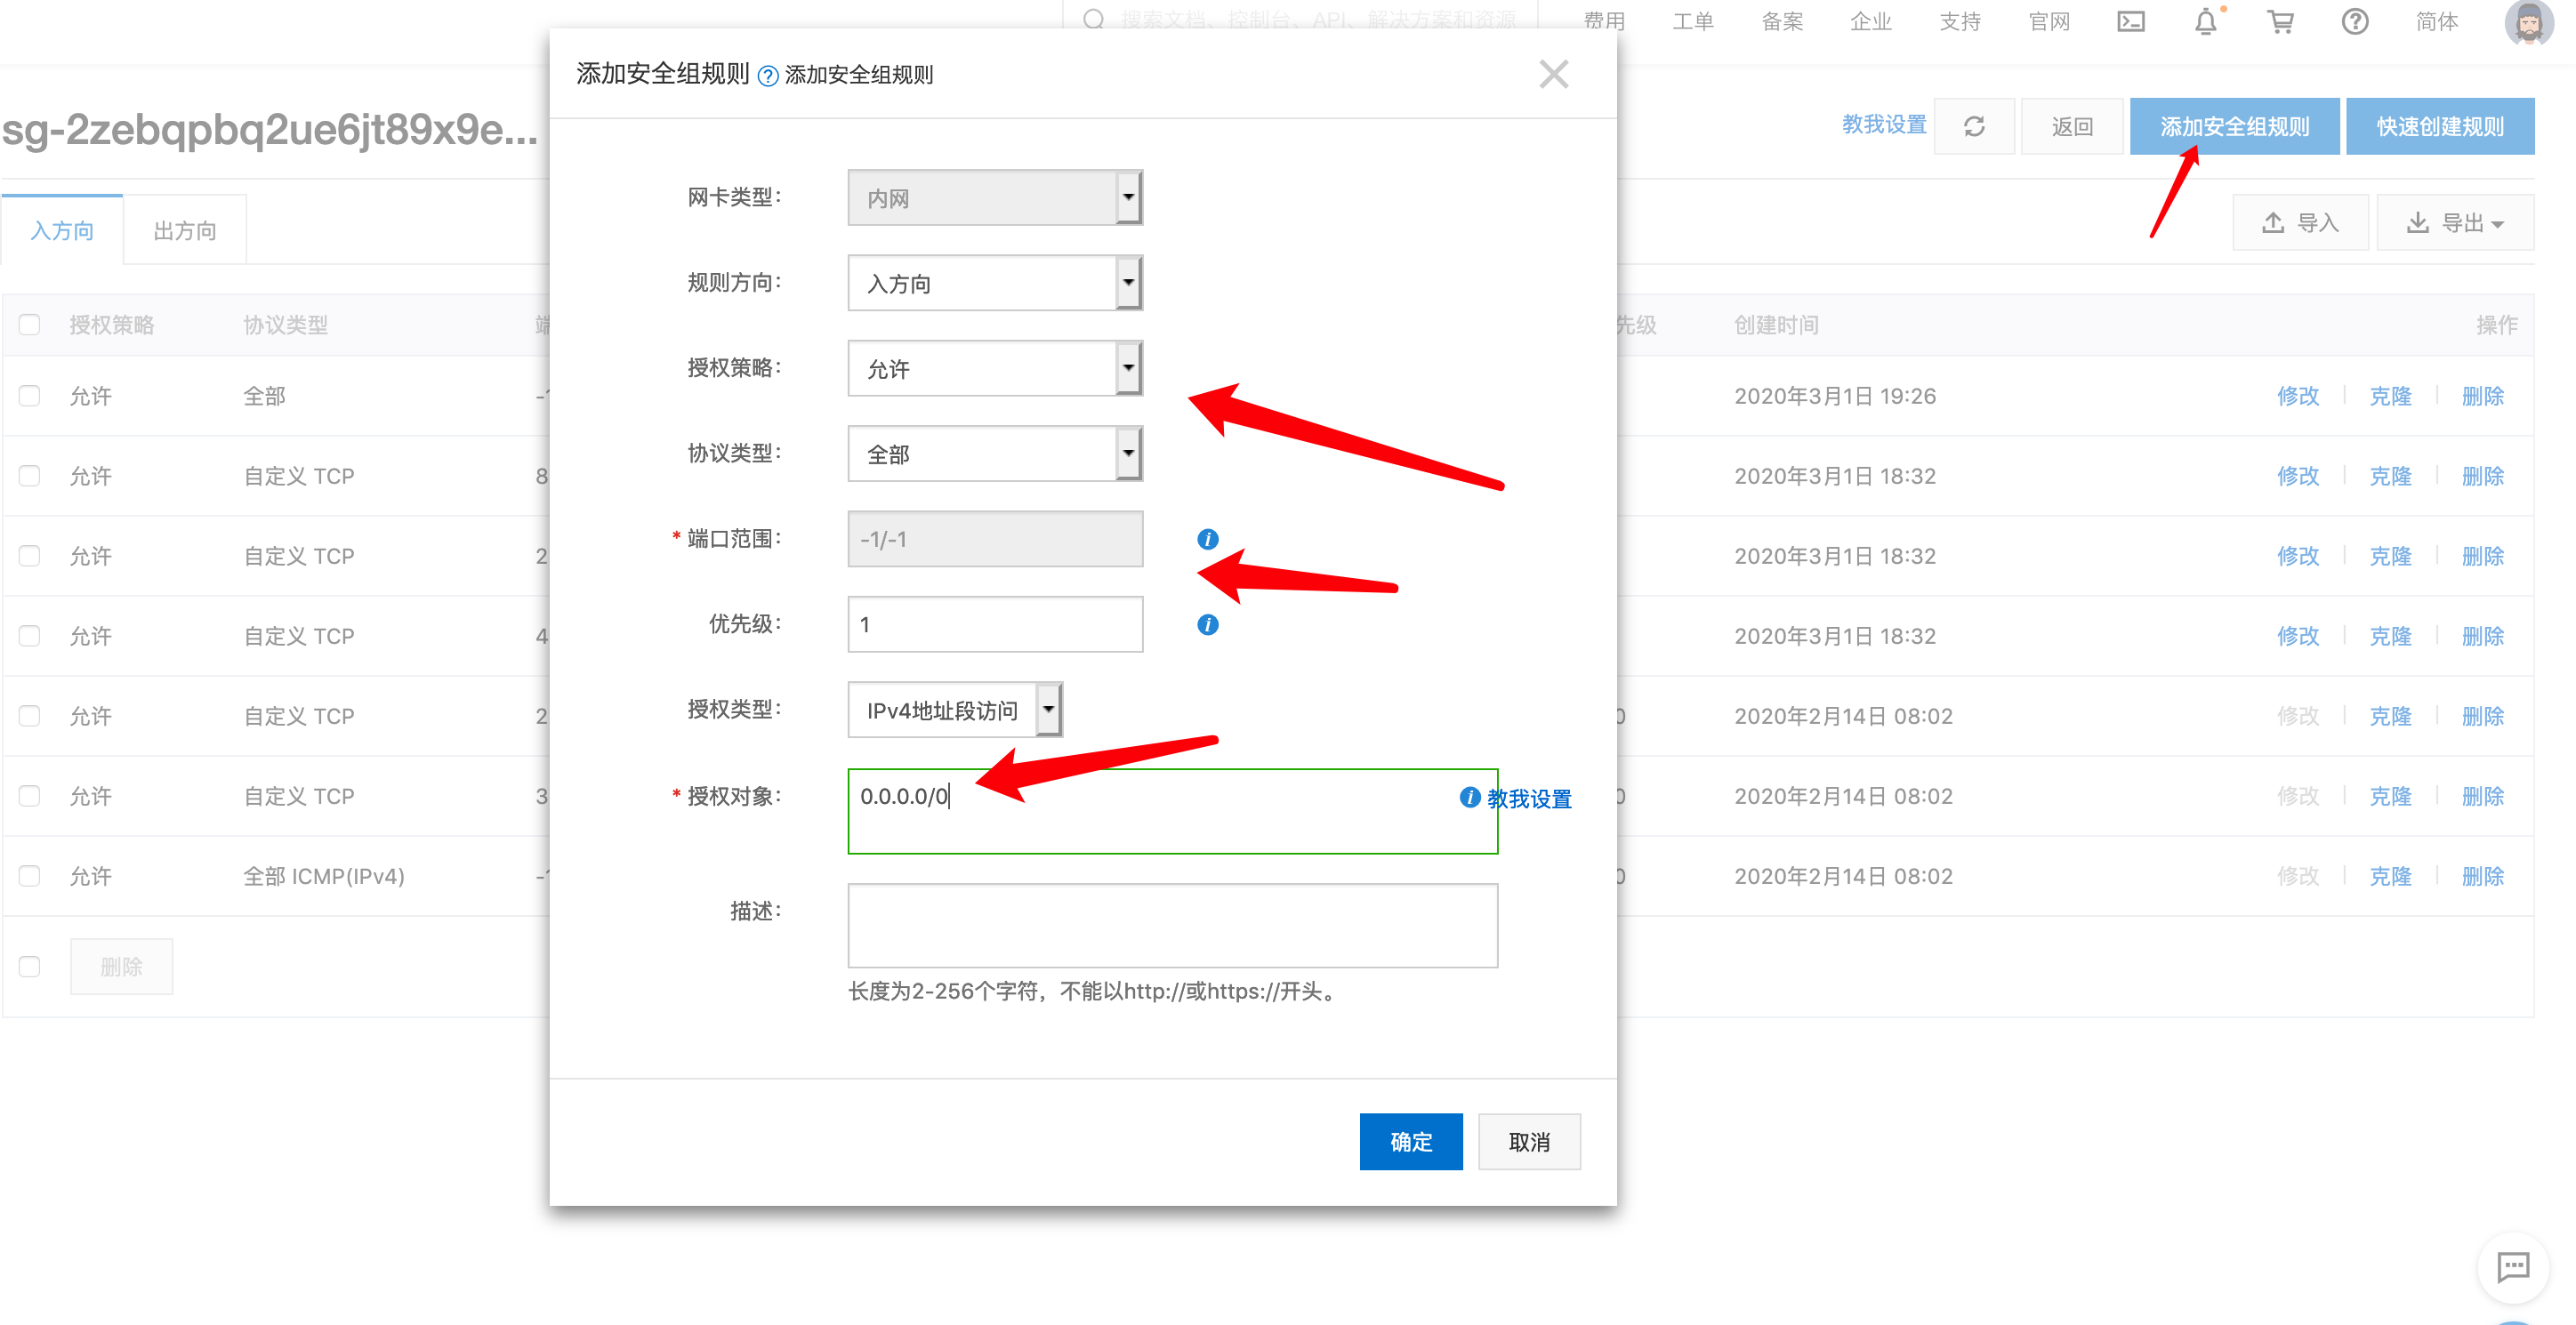 搜索文档、控制台、API、解决方案和资源 费用 工单 备案 企业 支持 官网 简体
添加安全组规则 添加安全组规则
sg-2zebqpbq2ue6jt89x9e... 教我设置 返回 添加安全组规则 快速创建规则
入方向 出方向 导入 导出
网卡类型： 内网
规则方向： 入方向
授权策略： 允许
协议类型： 全部
* 端口范围： -1/-1
优先级： 1
授权类型： IPv4地址段访问
* 授权对象： 0.0.0.0/0 教我设置
描述：
长度为2-256个字符，不能以http://或https://开头。
确定 取消
授权策略 协议类型 先级 创建时间 操作
允许 全部 2020年3月1日 19:26 修改 克隆 删除
允许 自定义 TCP 8 2020年3月1日 18:32 修改 克隆 删除
允许 自定义 TCP 2 2020年3月1日 18:32 修改 克隆 删除
允许 自定义 TCP 4 2020年3月1日 18:32 修改 克隆 删除
允许 自定义 TCP 2 0 2020年2月14日 08:02 修改 克隆 删除
允许 自定义 TCP 3 0 2020年2月14日 08:02 修改 克隆 删除
允许 全部 ICMP(IPv4) 0 2020年2月14日 08:02 修改 克隆 删除
删除